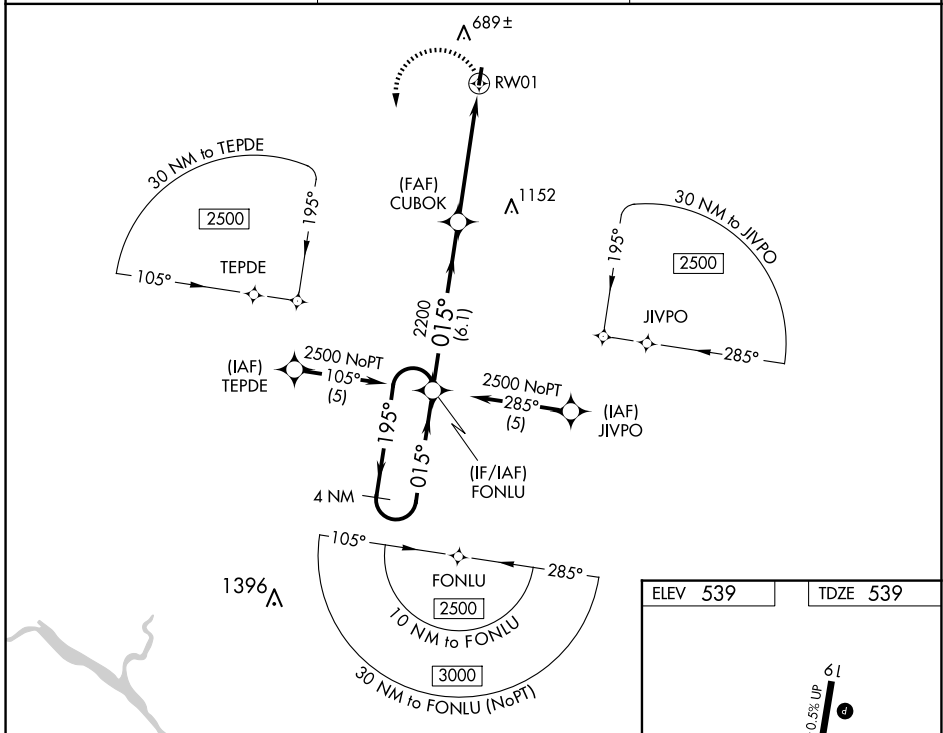 689±
RW01
30 NM to TEPDE
2500
195°
105°
TEPDE
(FAF)
CUBOK
1152
30 NM to JIVPO
195°
2500
JIVPO
285°
2200
015°
(6.1)
(IAF)
TEPDE
2500 NoPT
105°
(5)
2500 NoPT
285°
(5)
(IAF)
JIVPO
195°
015°
(IF/IAF)
FONLU
4 NM
105°
285°
FONLU
2500
10 NM to FONLU
3000
30 NM to FONLU (NoPT)
1396
ELEV 539
TDZE 539
19
0.5% UP
P